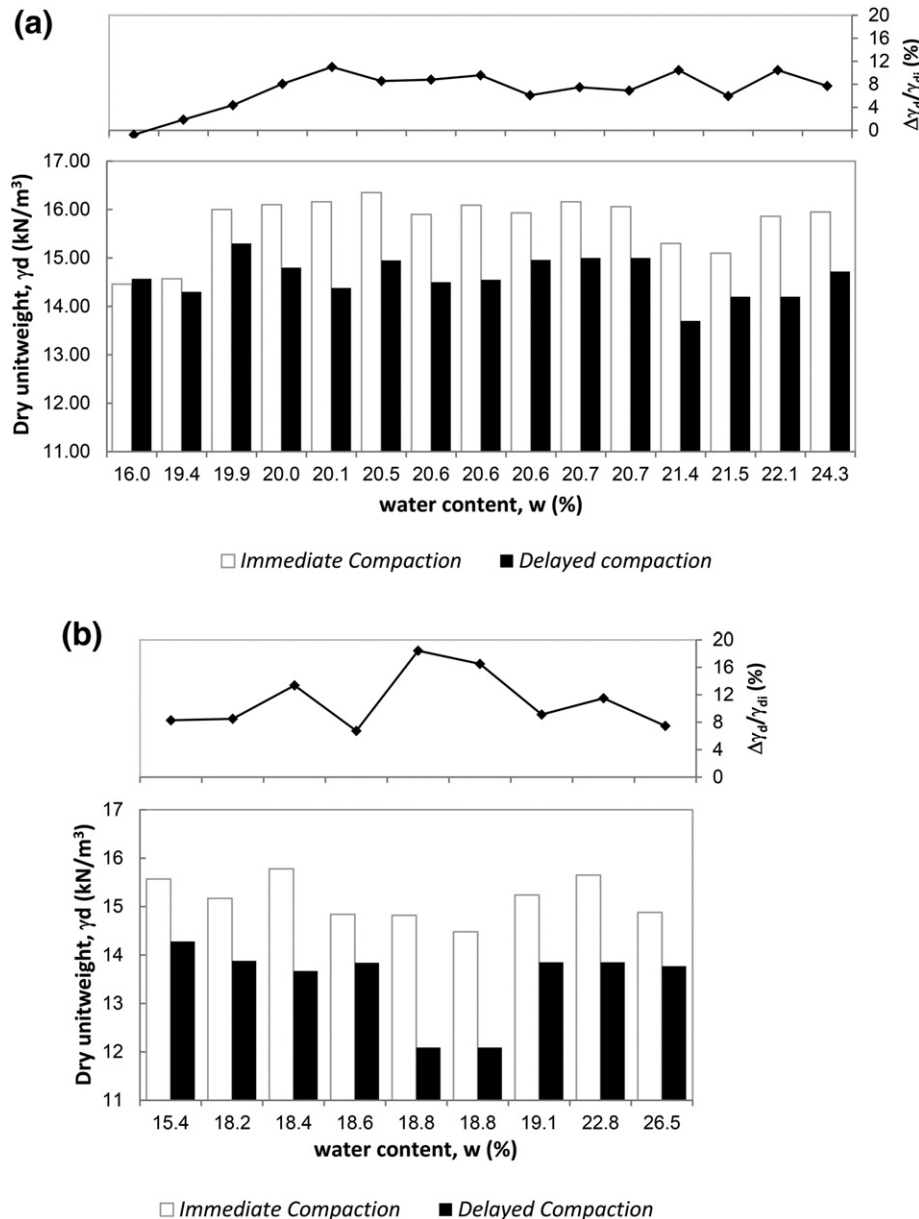 (a)
20
16
12
8
4
0
Δγd/γdi (%)
17.00
16.00
15.00
14.00
13.00
12.00
11.00
Dry unitweight, γd (kN/m³)
16.0 19.4 19.9 20.0 20.1 20.5 20.6 20.6 20.6 20.7 20.7 21.4 21.5 22.1 24.3
water content, w (%)
Immediate Compaction Delayed compaction
(b)
20
16
12
8
4
0
Δγd/γdi (%)
17
16
15
14
13
12
11
Dry unitweight, γd (kN/m³)
15.4 18.2 18.4 18.6 18.8 18.8 19.1 22.8 26.5
water content, w (%)
Immediate Compaction Delayed Compaction